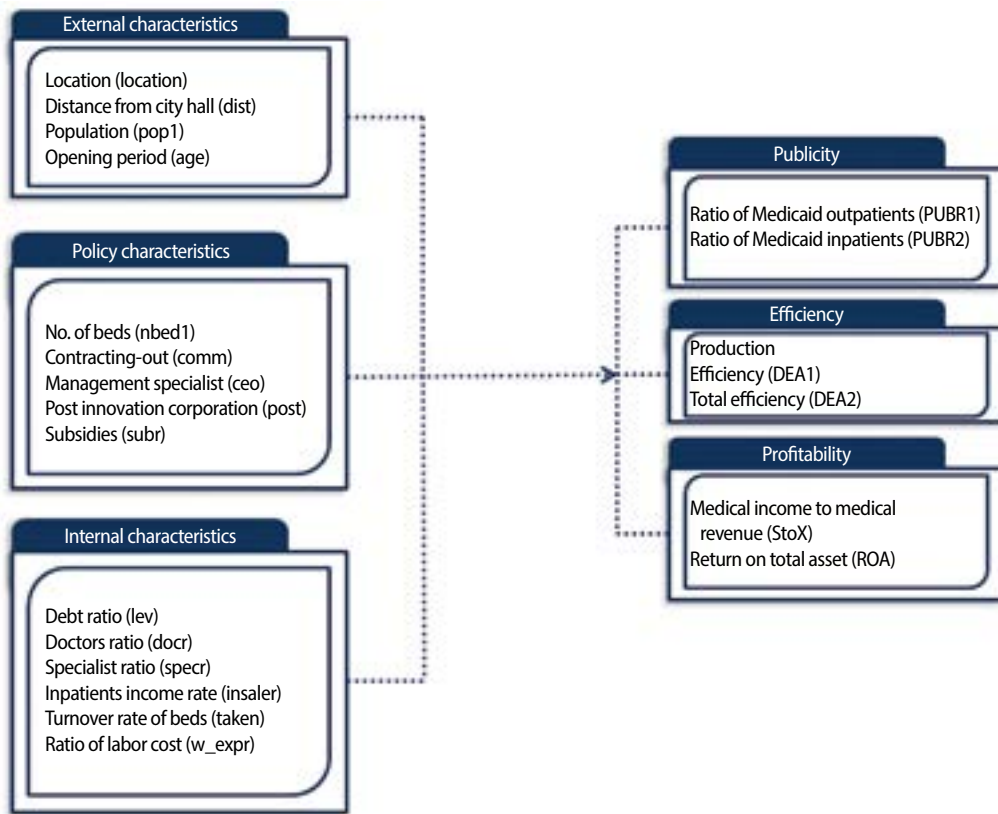 External characteristics
Location (location)
Distance from city hall (dist)
Population (pop1)
Opening period (age)
Policy characteristics
No. of beds (nbed1)
Contracting-out (comm)
Management specialist (ceo)
Post innovation corporation (post)
Subsidies (subr)
Internal characteristics
Debt ratio (lev)
Doctors ratio (docr)
Specialist ratio (specr)
Inpatients income rate (insaler)
Turnover rate of beds (taken)
Ratio of labor cost (w_expr)
Publicity
Ratio of Medicaid outpatients (PUBR1)
Ratio of Medicaid inpatients (PUBR2)
Efficiency
Production
Efficiency (DEA1)
Total efficiency (DEA2)
Profitability
Medical income to medical
revenue (StoX)
Return on total asset (ROA)